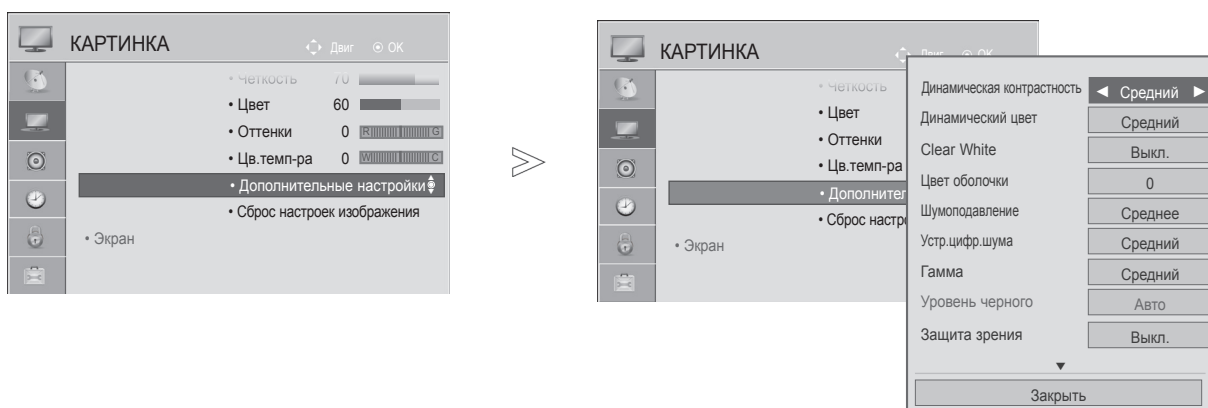 КАРТИНКА
Двиг ОК
• Четкость 70
• Цвет 60
• Оттенки 0 R G
• Цв.темп-ра 0 W C
• Дополнительные настройки
• Сброс настроек изображения
• Экран
КАРТИНКА
Двиг ОК
• Четкость
• Цвет
• Оттенки
• Цв.темп-ра
• Дополнител
• Сброс настро
• Экран
Динамическая контрастность ◄ Средний ►
Динамический цвет Средний
Clear White Выкл.
Цвет оболочки 0
Шумоподавление Среднее
Устр.цифр.шума Средний
Гамма Средний
Уровень черного Авто
Защита зрения Выкл.
▼
Закрыть